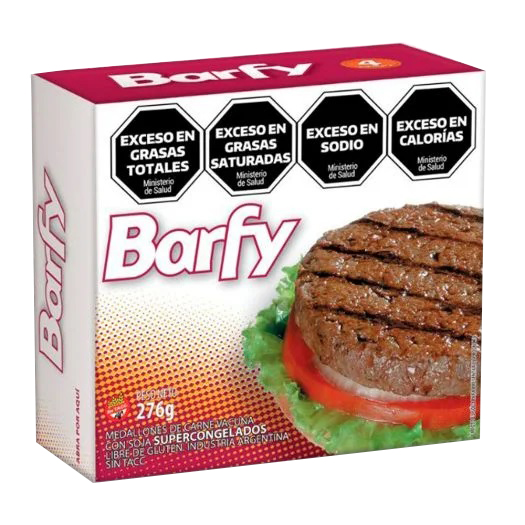 Barfy
4
EXCESO EN
GRASAS
TOTALES
Ministerio
de Salud
EXCESO EN
GRASAS
SATURADAS
Ministerio
de Salud
EXCESO EN
SODIO
Ministerio
de Salud
EXCESO EN
CALORÍAS
Ministerio
de Salud
Barfy
Barfy
ABRA POR AQUÍ
PESO NETO
276g
MEDALLONES DE CARNE VACUNA
CON SOJA SUPERCONGELADOS
LIBRE DE GLUTEN. INDUSTRIA ARGENTINA
SIN TACC